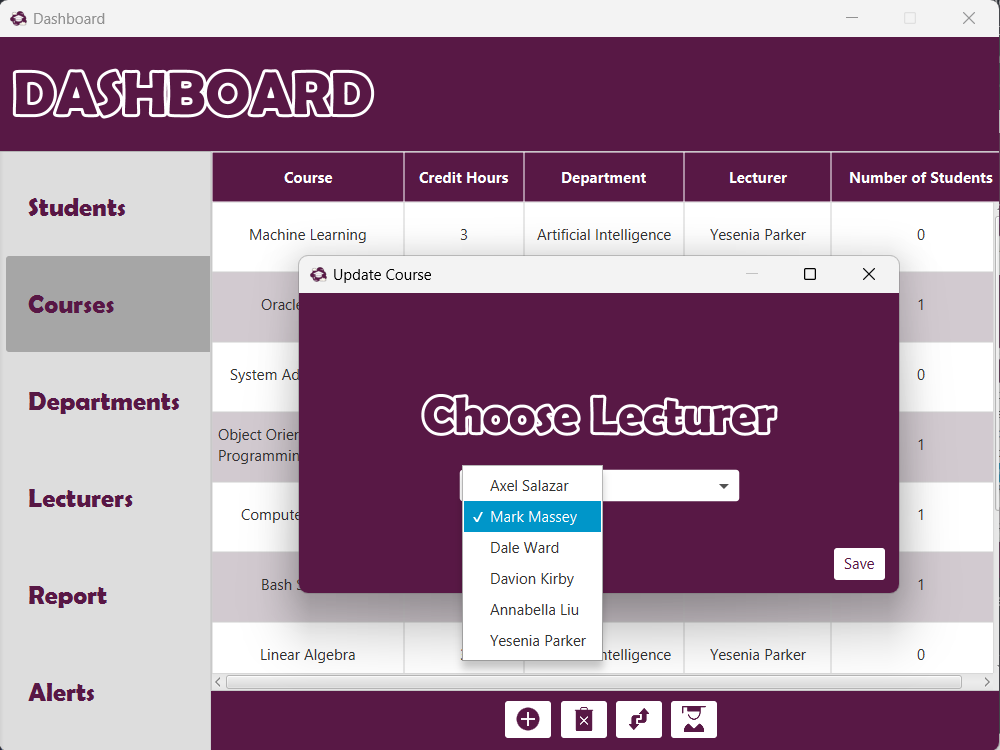 Dashboard
DASHBOARD
Students
Courses
Departments
Lecturers
Report
Alerts
Course Credit Hours Department Lecturer Number of Students
Machine Learning 3 Artificial Intelligence Yesenia Parker 0
Oracle 1
System Ad 0
Object Orien
Programmin 1
Compute 1
Bash 1
Linear Algebra ntelligence Yesenia Parker 0
Update Course
Choose Lecturer
Axel Salazar
✓ Mark Massey
Dale Ward
Davion Kirby
Annabella Liu
Yesenia Parker
Save